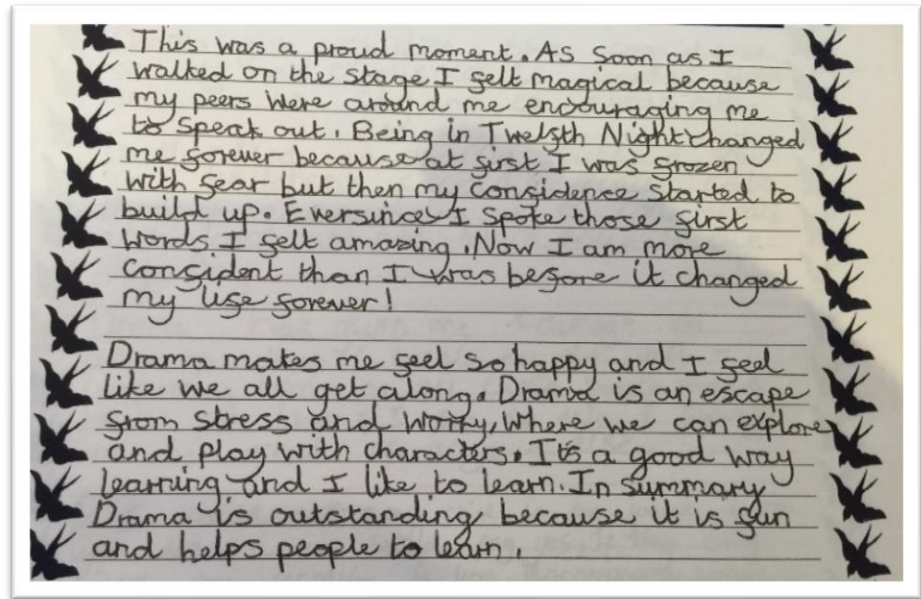 This was a proud moment. As soon as I
walked on the stage I felt magical because
my peers were around me encouraging me
to speak out. Being in Twelfth Night changed
me forever because at first I was frozen
with fear but then my confidence started to
build up. Eversince I spoke those first
words I felt amazing. Now I am more
confident than I was before it changed
my life forever!
Drama makes me feel so happy and I feel
like we all get along. Drama is an escape
from stress and worry, where we can explore
and play with characters. It's a good way
learning and I like to learn. In summary
Drama is outstanding because it is fun
and helps people to learn.